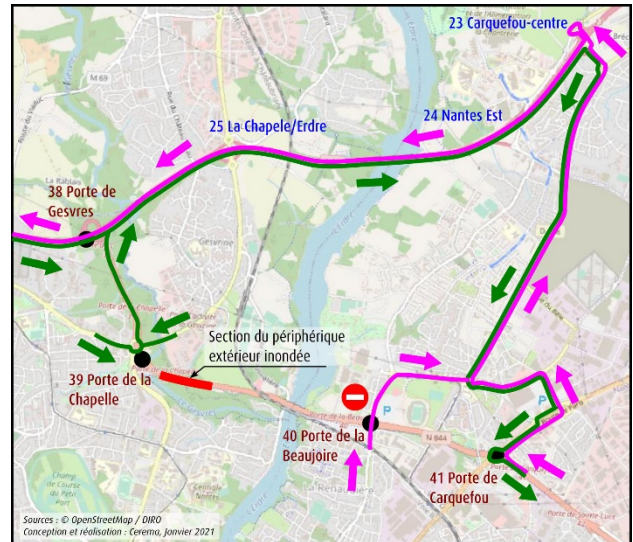 23 Carquefou-centre
24 Nantes Est
25 La Chapele/Erdre
M 69
38 Porte de
Gesvres
Section du périphérique
extérieur inondée
39 Porte de la
Chapelle
40 Porte de la
Beaujoire
P
P
N 844
41 Porte de
Carquefou
Sources : © OpenStreetMap / DIRO
Conception et réalisation : Cerema, Janvier 2021